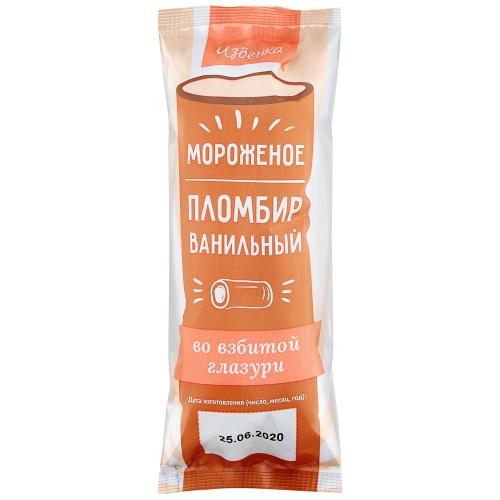 Избёнка
МОРОЖЕНОЕ
ПЛОМБИР
ВАНИЛЬНЫЙ
во взбитой
глазури
Дата изготовления (число, месяц, год):
25.06.2020